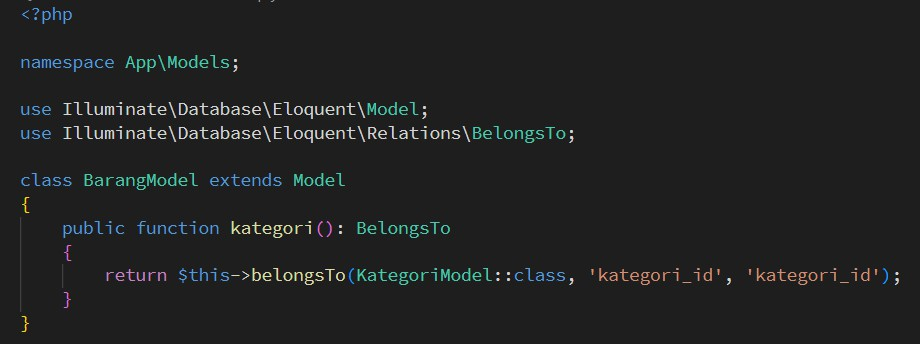 <?php
namespace App\Models;
use Illuminate\Database\Eloquent\Model;
use Illuminate\Database\Eloquent\Relations\BelongsTo;
class BarangModel extends Model
{
public function kategori(): BelongsTo
{
return $this->belongsTo(KategoriModel::class, 'kategori_id', 'kategori_id');
}
}